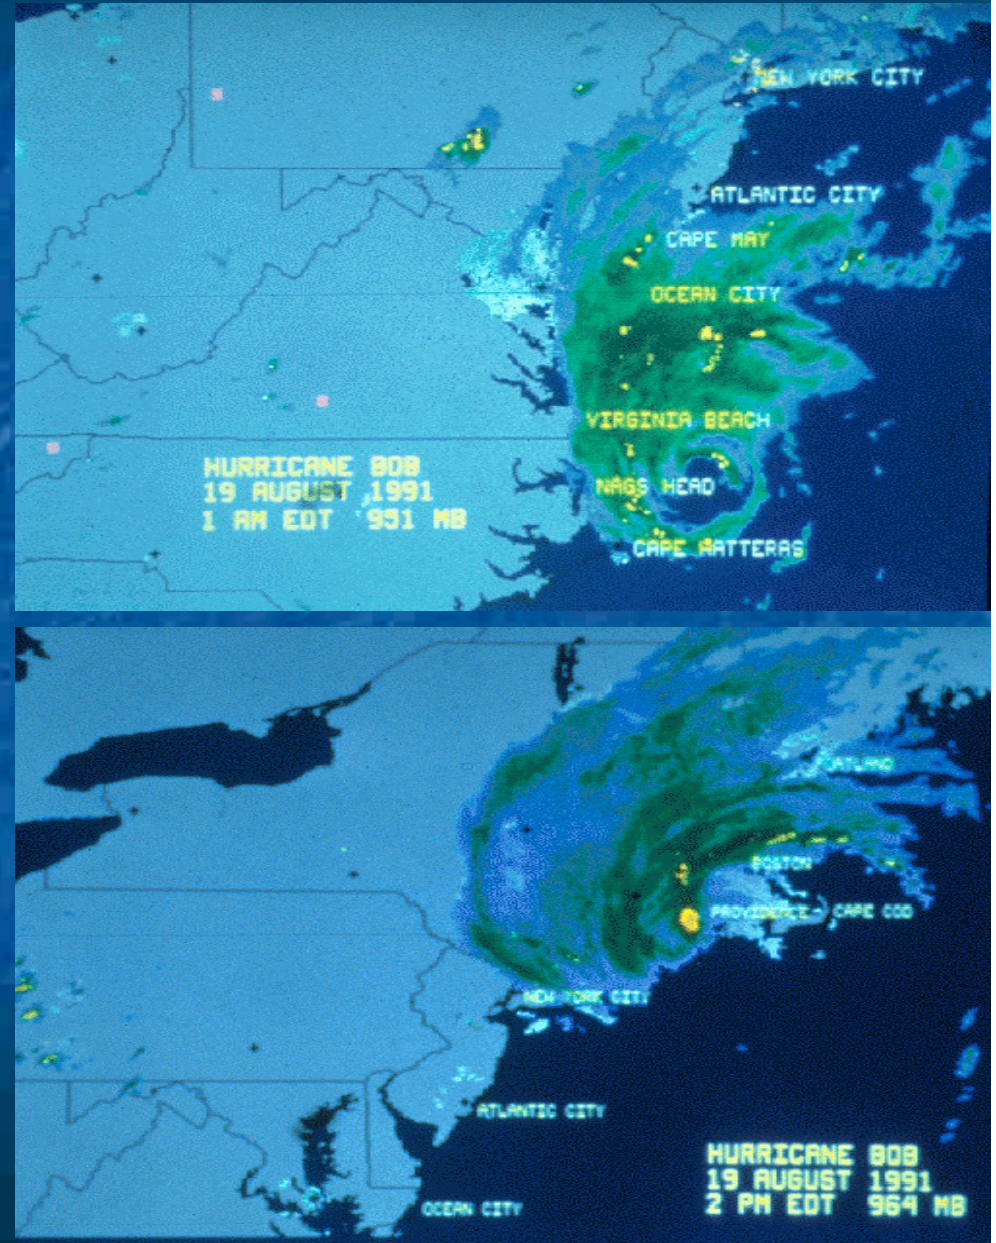 NEW YORK CITY
ATLANTIC CITY
CAPE MAY
OCEAN CITY
VIRGINIA BEACH
NAGS HEAD
CAPE HATTERAS
HURRICANE BOB
19 AUGUST 1991
1 AM EDT 951 MB
PORTLAND
BOSTON
PROVIDENCE CAPE COD
NEW YORK CITY
ATLANTIC CITY
OCEAN CITY
HURRICANE BOB
19 AUGUST 1991
2 PM EDT 964 MB